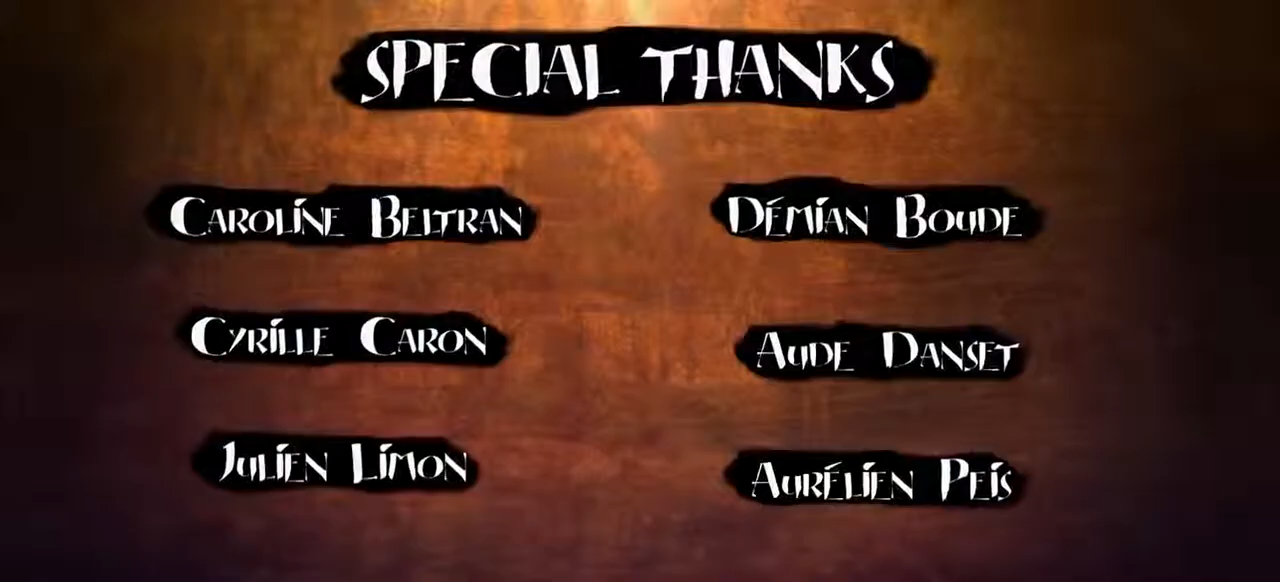 SPECIAL THANKS
CAROLINE BELTRAN
DÉMIAN BOUDE
CYRILLE CARON
AUDE DANSET
JULIEN LIMON
AURÉLIEN PEIS